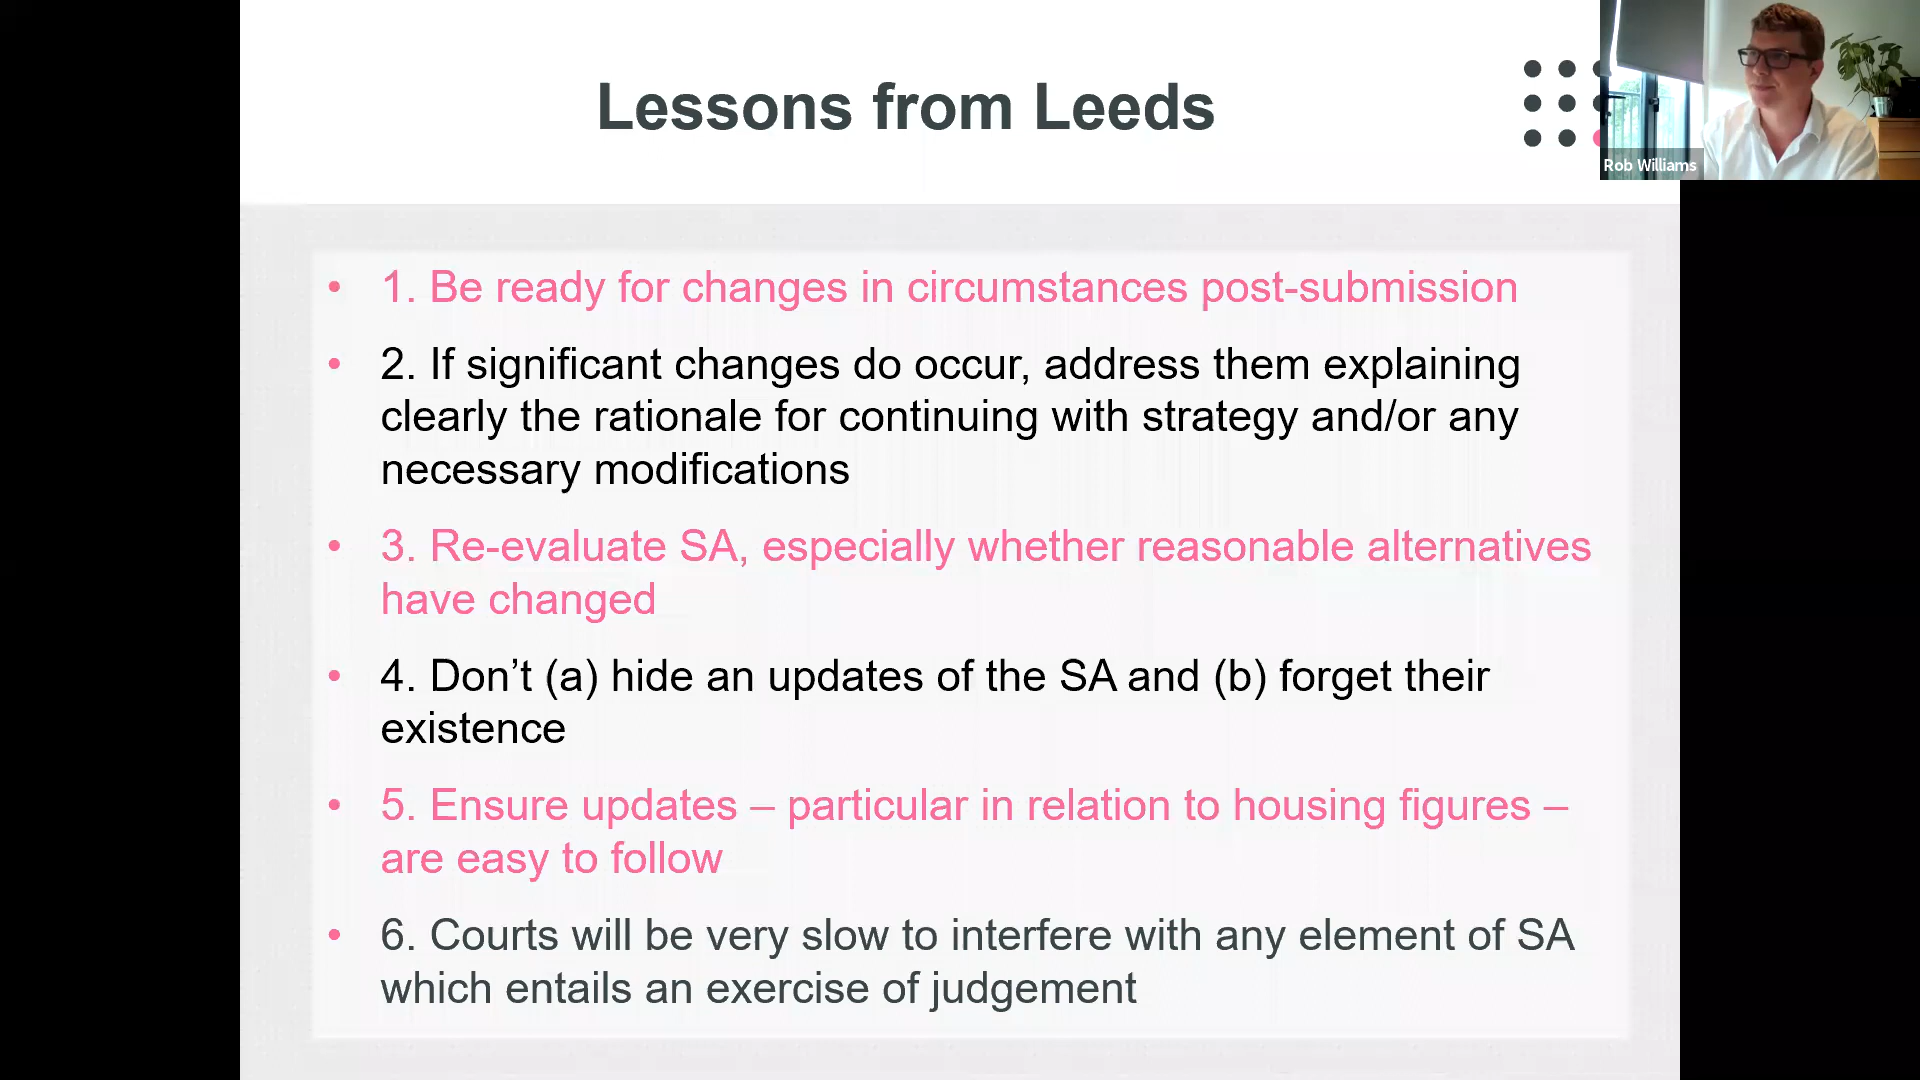 Lessons from Leeds
Rob Williams
• 1. Be ready for changes in circumstances post-submission
• 2. If significant changes do occur, address them explaining
clearly the rationale for continuing with strategy and/or any
necessary modifications
• 3. Re-evaluate SA, especially whether reasonable alternatives
have changed
• 4. Don’t (a) hide an updates of the SA and (b) forget their
existence
• 5. Ensure updates – particular in relation to housing figures –
are easy to follow
• 6. Courts will be very slow to interfere with any element of SA
which entails an exercise of judgement